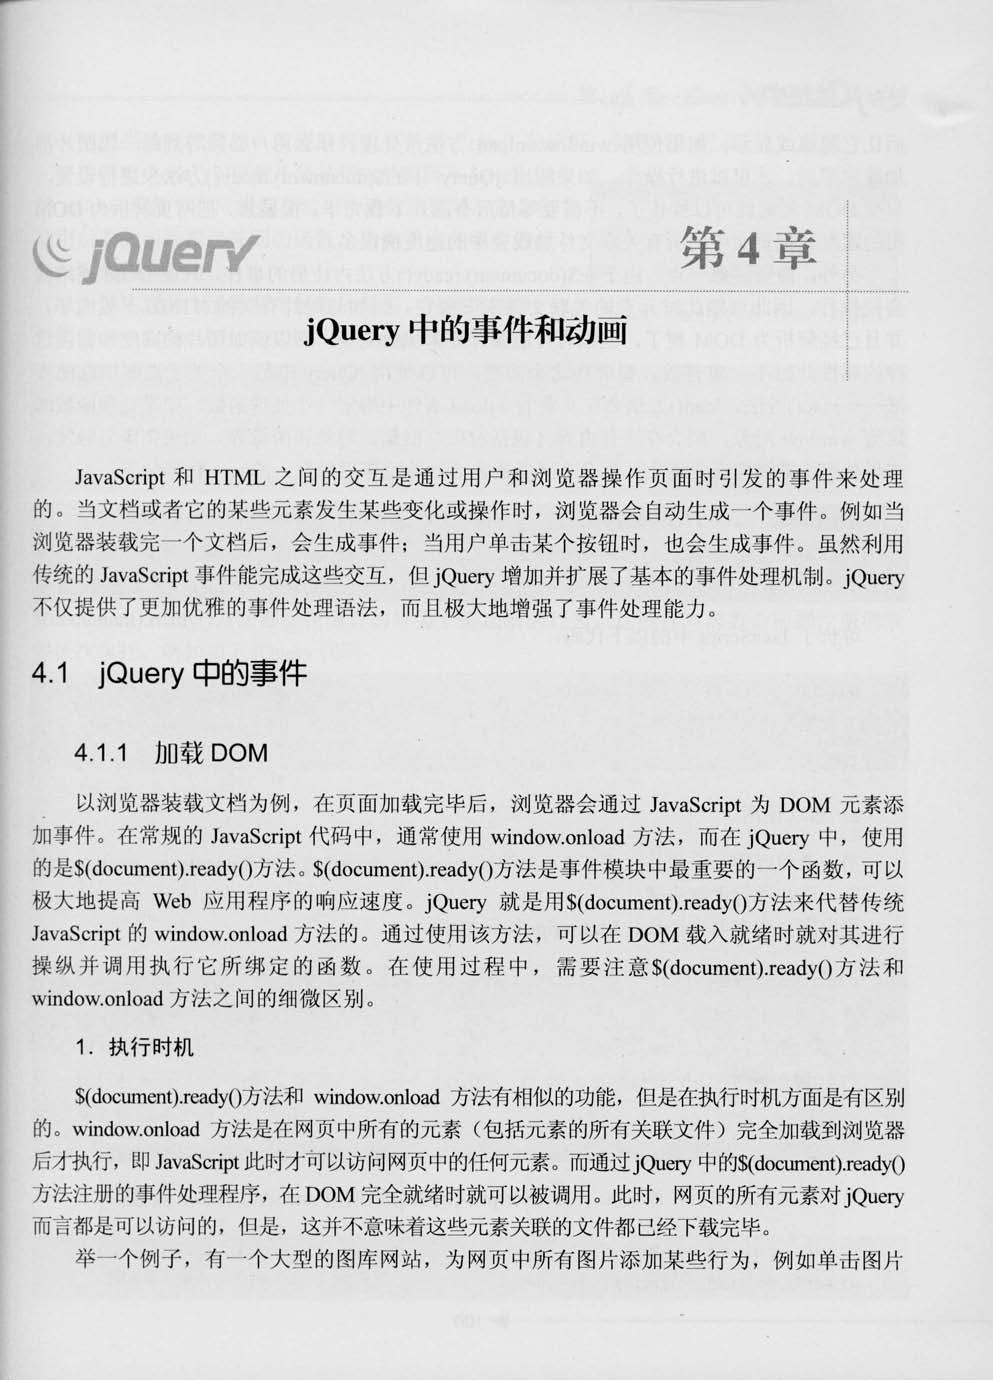 jQuery
第 4 章
jQuery 中的事件和动画
JavaScript 和 HTML 之间的交互是通过用户和浏览器操作页面时引发的事件来处理
的。当文档或者它的某些元素发生某些变化或操作时，浏览器会自动生成一个事件。例如当
浏览器装载完一个文档后，会生成事件；当用户单击某个按钮时，也会生成事件。虽然利用
传统的 JavaScript 事件能完成这些交互，但 jQuery 增加并扩展了基本的事件处理机制。jQuery
不仅提供了更加优雅的事件处理语法，而且极大地增强了事件处理能力。
4.1 jQuery 中的事件
4.1.1 加载 DOM
以浏览器装载文档为例，在页面加载完毕后，浏览器会通过 JavaScript 为 DOM 元素添
加事件。在常规的 JavaScript 代码中，通常使用 window.onload 方法，而在 jQuery 中，使用
的是$(document).ready()方法。$(document).ready()方法是事件模块中最重要的一个函数，可以
极大地提高 Web 应用程序的响应速度。jQuery 就是用$(document).ready()方法来代替传统
JavaScript 的 window.onload 方法的。通过使用该方法，可以在 DOM 载入就绪时就对其进行
操纵并调用执行它所绑定的函数。在使用过程中，需要注意$(document).ready()方法和
window.onload 方法之间的细微区别。
1．执行时机
$(document).ready()方法和 window.onload 方法有相似的功能，但是在执行时机方面是有区别
的。window.onload 方法是在网页中所有的元素（包括元素的所有关联文件）完全加载到浏览器
后才执行，即 JavaScript 此时才可以访问网页中的任何元素。而通过 jQuery 中的$(document).ready()
方法注册的事件处理程序，在 DOM 完全就绪时就可以被调用。此时，网页的所有元素对 jQuery
而言都是可以访问的，但是，这并不意味着这些元素关联的文件都已经下载完毕。
举一个例子，有一个大型的图库网站，为网页中所有图片添加某些行为，例如单击图片